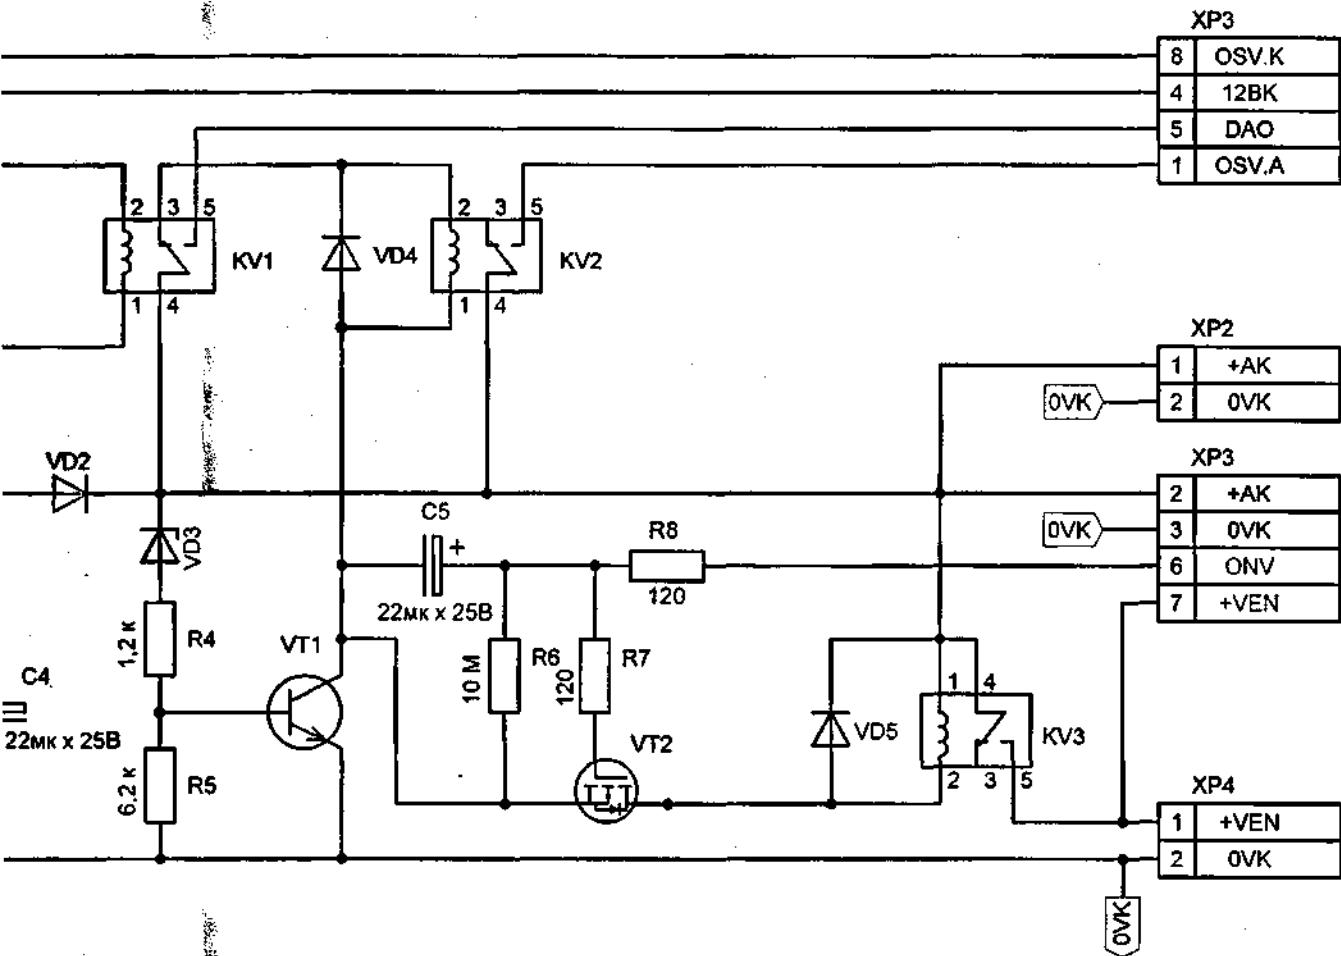 XP3
8 OSV.K
4 12BK
5 DAO
1 OSV.A
2 3 5
KV1
1 4
VD4
2 3 5
KV2
1 4
XP2
1 +AK
0VK 2 0VK
VD2
XP3
2 +AK
0VK 3 0VK
6 ONV
7 +VEN
VD3
C5
+
22мк x 25В
R8
120
1,2 к
R4
VT1
10 М
R6
120
R7
C4
22мк x 25В
6.2 к
R5
VT2
VD5
1 4
KV3
2 3 5
XP4
1 +VEN
2 0VK
0VK